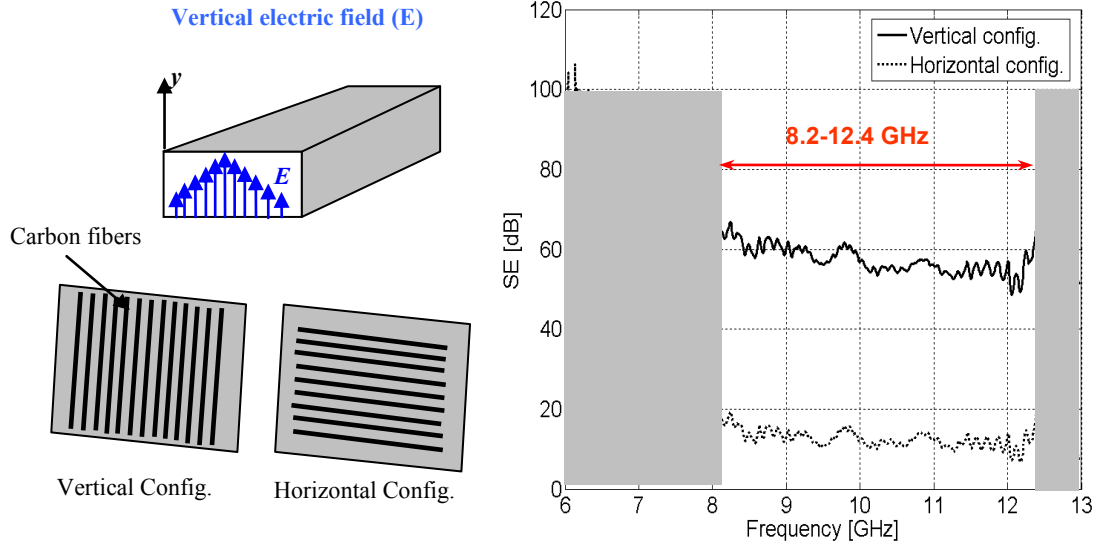 Vertical electric field (E)
y
E
Carbon fibers
Vertical Config.
Horizontal Config.
120
100
80
60
40
20
0
SE [dB]
Vertical config.
Horizontal config.
8.2-12.4 GHz
6 7 8 9 10 11 12 13
Frequency [GHz]